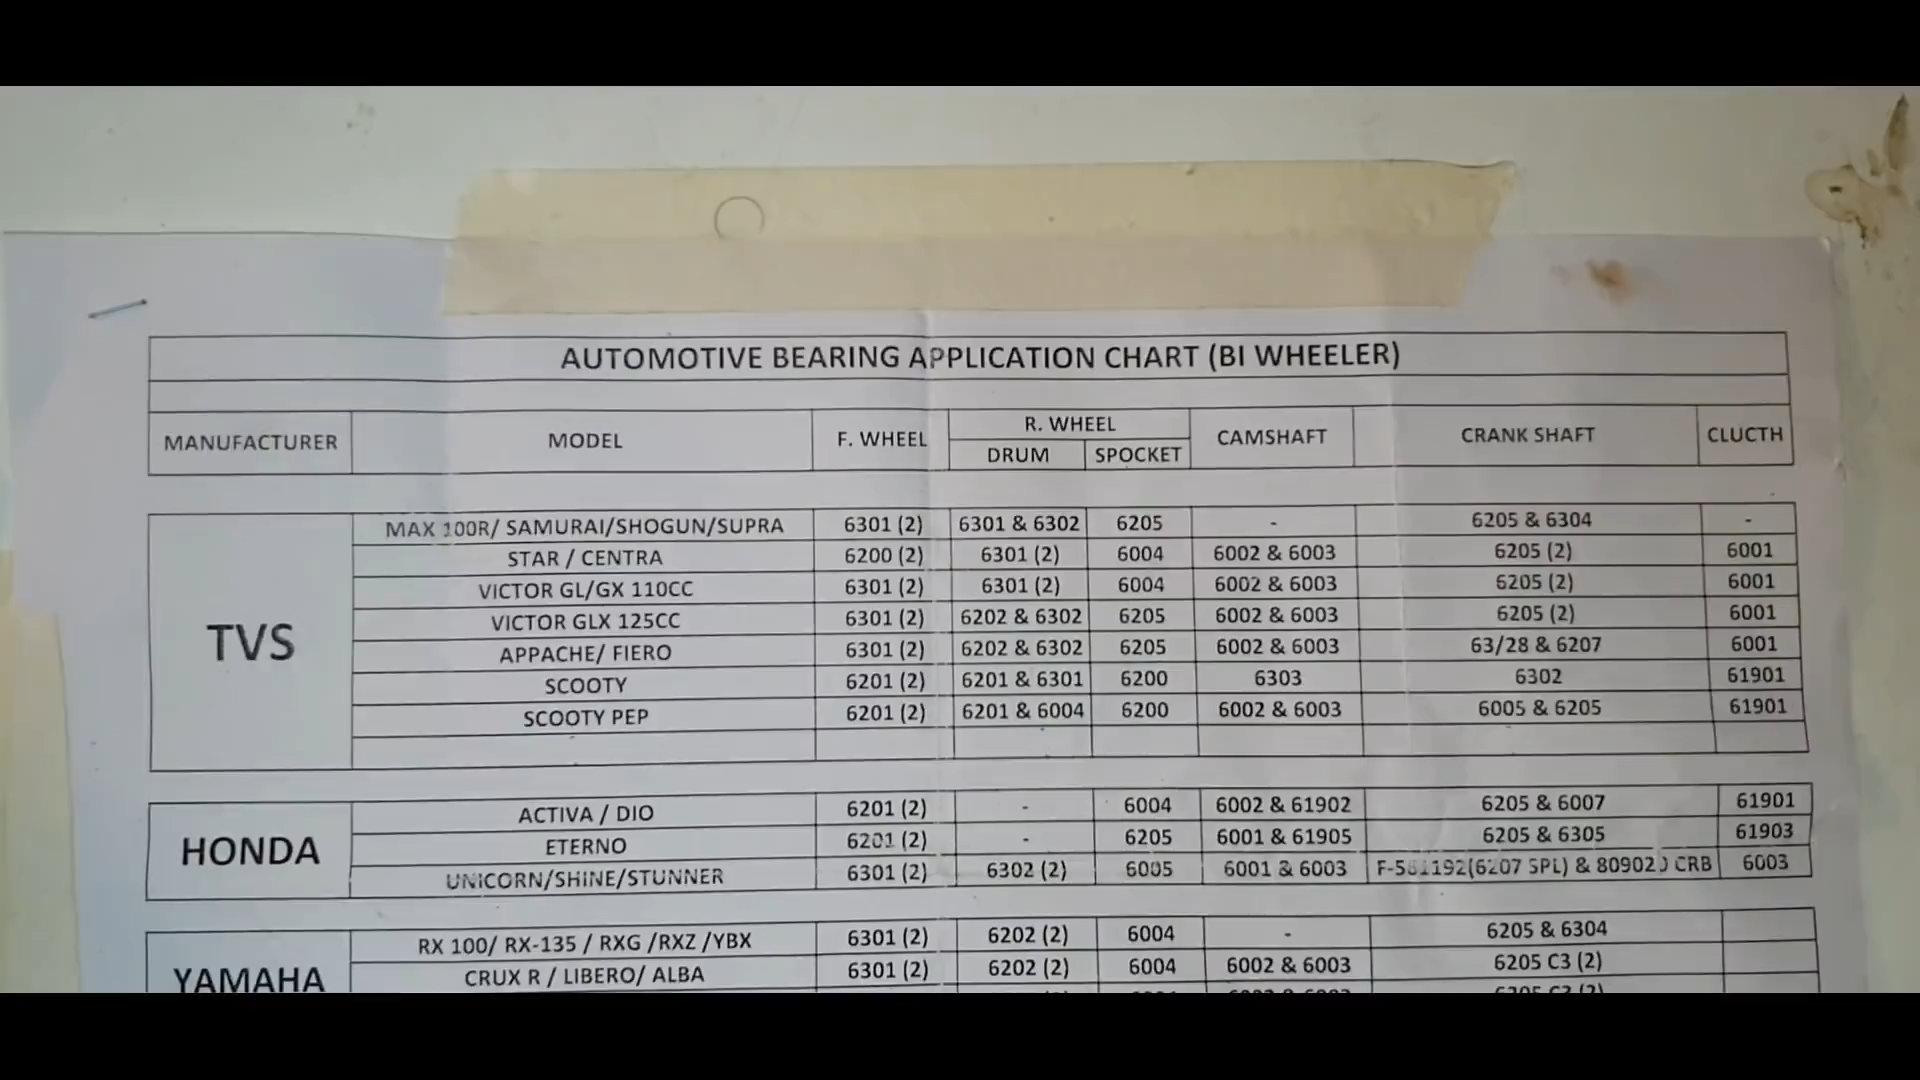 AUTOMOTIVE BEARING APPLICATION CHART (BI WHEELER)
MANUFACTURER MODEL F. WHEEL R. WHEEL CAMSHAFT CRANK SHAFT CLUCTH
DRUM SPOCKET
TVS
MAX 100R/ SAMURAI/SHOGUN/SUPRA 6301 (2) 6301 & 6302 6205 - 6205 & 6304 -
STAR / CENTRA 6200 (2) 6301 (2) 6004 6002 & 6003 6205 (2) 6001
VICTOR GL/GX 110CC 6301 (2) 6301 (2) 6004 6002 & 6003 6205 (2) 6001
VICTOR GLX 125CC 6301 (2) 6202 & 6302 6205 6002 & 6003 6205 (2) 6001
APPACHE/ FIERO 6301 (2) 6202 & 6302 6205 6002 & 6003 63/28 & 6207 6001
SCOOTY 6201 (2) 6201 & 6301 6200 6303 6302 61901
SCOOTY PEP 6201 (2) 6201 & 6004 6200 6002 & 6003 6005 & 6205 61901
HONDA
ACTIVA / DIO 6201 (2) - 6004 6002 & 61902 6205 & 6007 61901
ETERNO 6201 (2) - 6205 6001 & 61905 6205 & 6305 61903
UNICORN/SHINE/STUNNER 6301 (2) 6302 (2) 6005 6001 & 6003 (6207 SPL) & CRB 6003
YAMAHA
RX 100/ RX-135 / RXG /RXZ /YBX 6301 (2) 6202 (2) 6004 - 6205 & 6304
CRUX R / LIBERO/ ALBA 6301 (2) 6202 (2) 6004 6002 & 6003 6205 C3 (2)